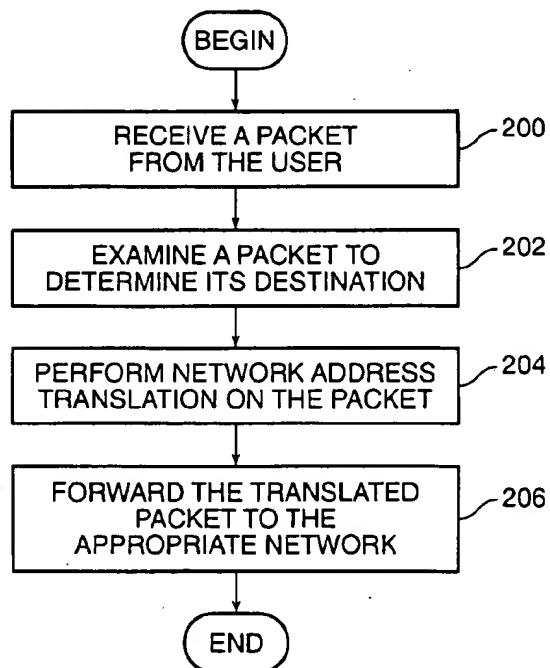 BEGIN
RECEIVE A PACKET
FROM THE USER
200
EXAMINE A PACKET TO
DETERMINE ITS DESTINATION
202
PERFORM NETWORK ADDRESS
TRANSLATION ON THE PACKET
204
FORWARD THE TRANSLATED
PACKET TO THE
APPROPRIATE NETWORK
206
END